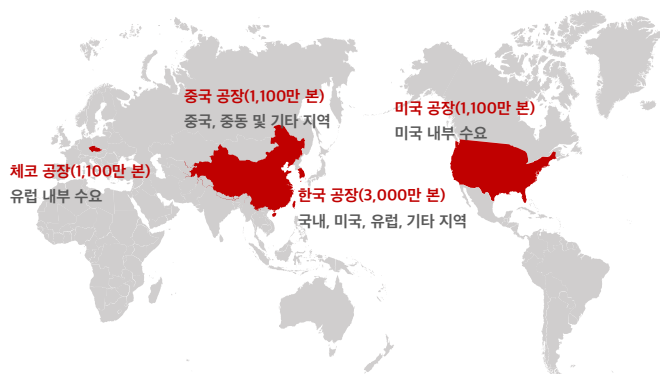 중국 공장(1,100만 본)
중국, 중동 및 기타 지역
미국 공장(1,100만 본)
미국 내부 수요
체코 공장(1,100만 본)
유럽 내부 수요
한국 공장(3,000만 본)
국내, 미국, 유럽, 기타 지역